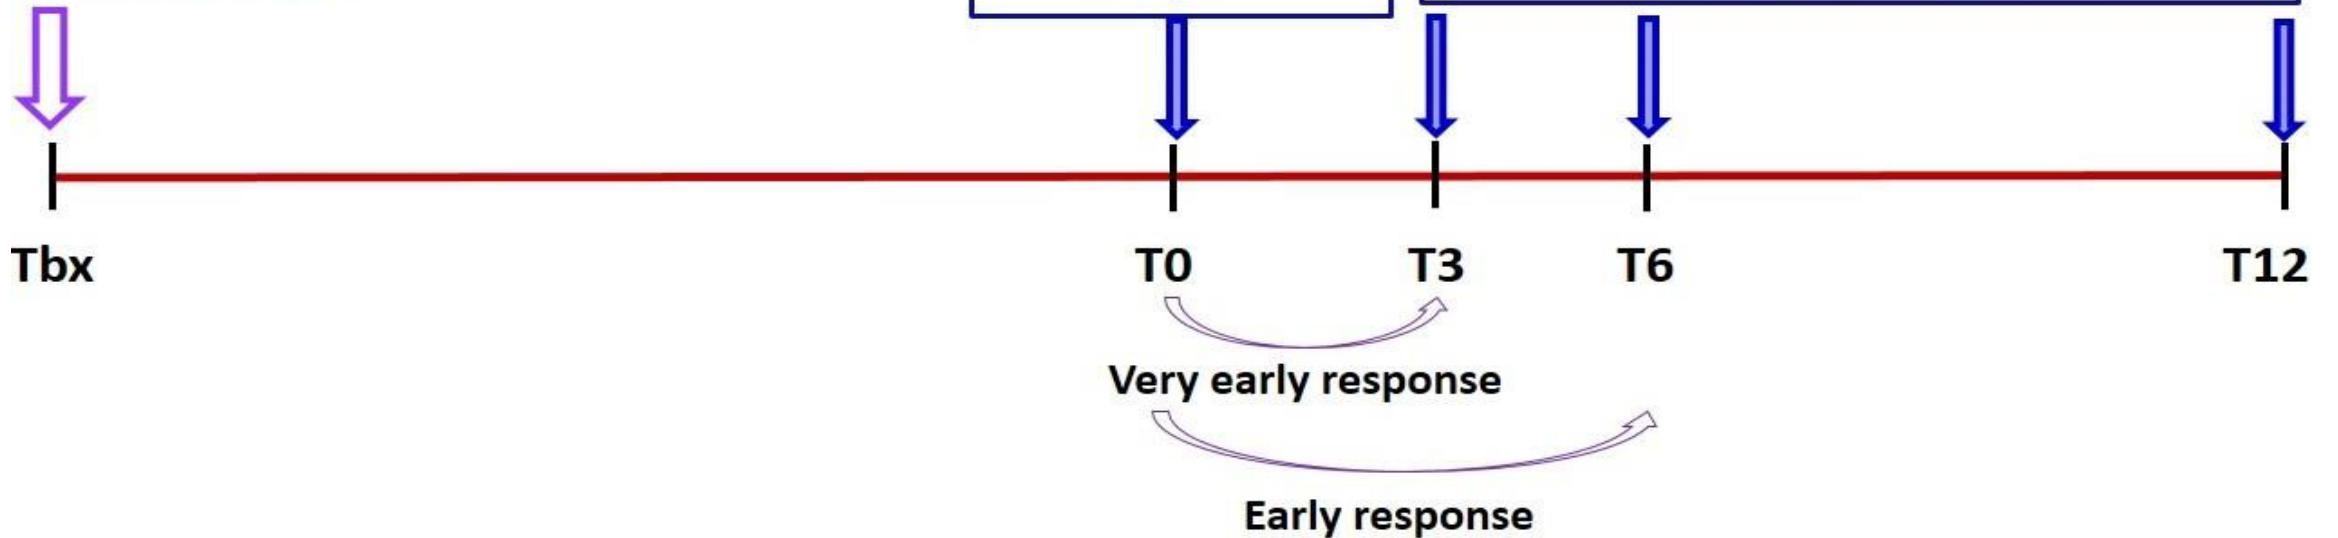 Tbx T0 T3 T6 T12
Very early response
Early response